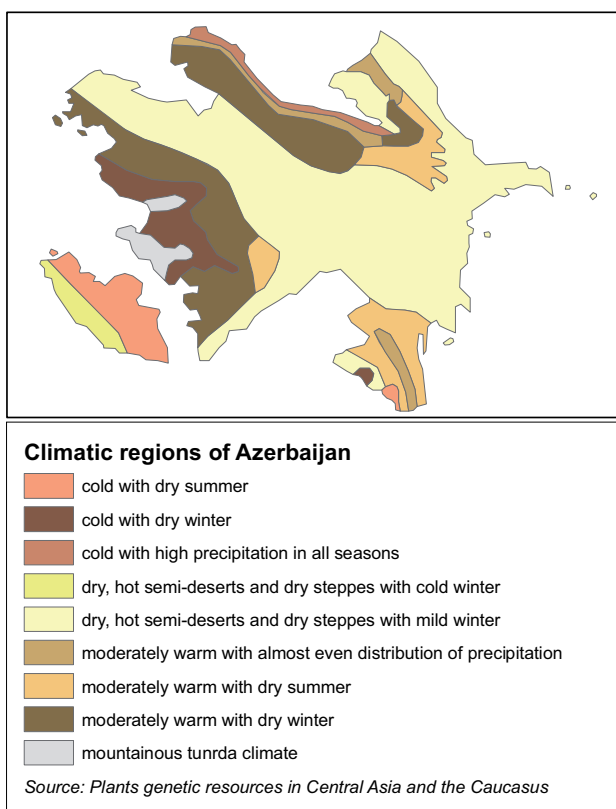 Climatic regions of Azerbaijan
cold with dry summer
cold with dry winter
cold with high precipitation in all seasons
dry, hot semi-deserts and dry steppes with cold winter
dry, hot semi-deserts and dry steppes with mild winter
moderately warm with almost even distribution of precipitation
moderately warm with dry summer
moderately warm with dry winter
mountainous tunrda climate
Source: Plants genetic resources in Central Asia and the Caucasus